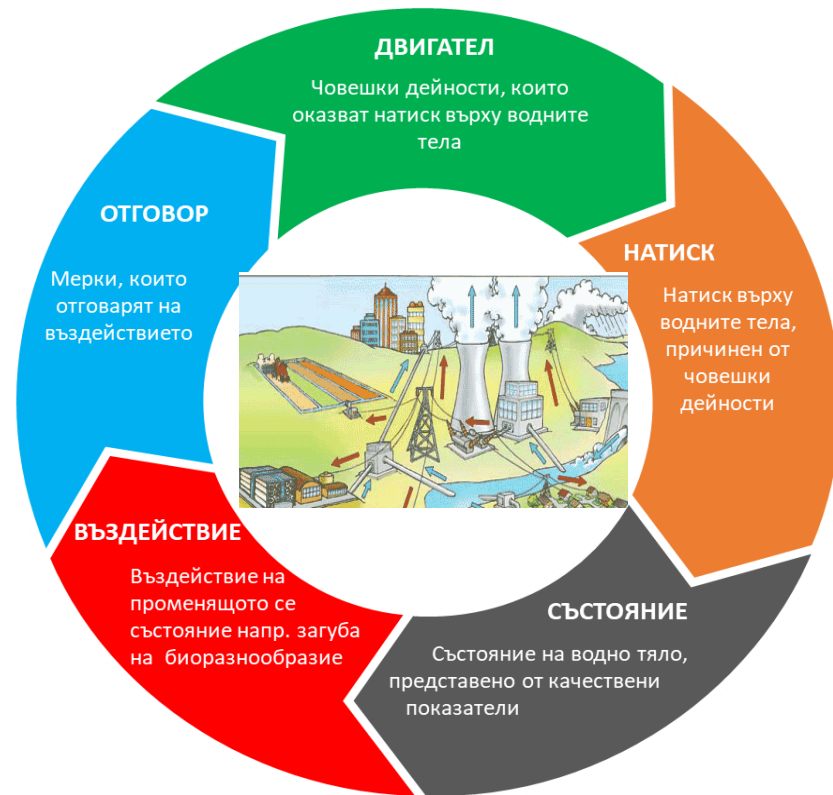 ДВИГАТЕЛ
Човешки дейности, които
оказват натиск върху водните
тела
НАТИСК
Натиск върху
водните тела,
причинен от
човешки
дейности
СЪСТОЯНИЕ
Състояние на водно тяло,
представено от качествени
показатели
ВЪЗДЕЙСТВИЕ
Въздействие на
променящото се
състояние напр. загуба
на биоразнообразие
ОТГОВОР
Мерки, които
отговарят на
въздействието